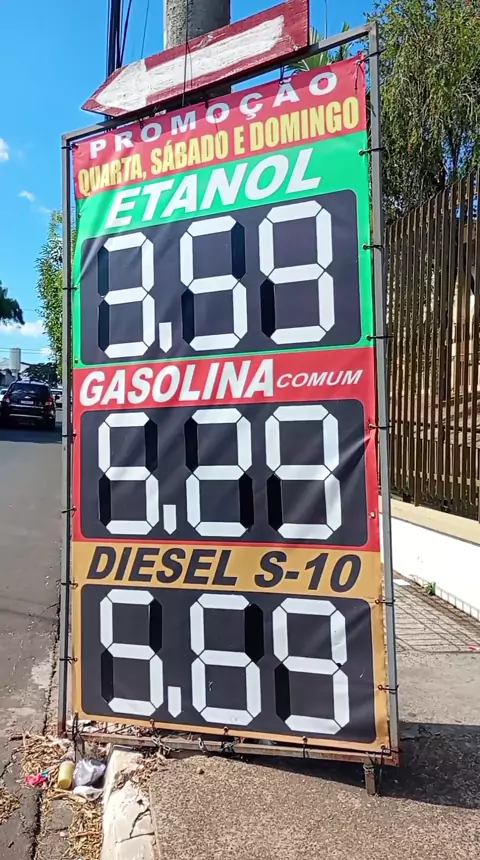 PROMOÇÃO
QUARTA, SÁBADO E DOMINGO
ETANOL
3,59
GASOLINA COMUM
5,29
DIESEL S-10
5,69